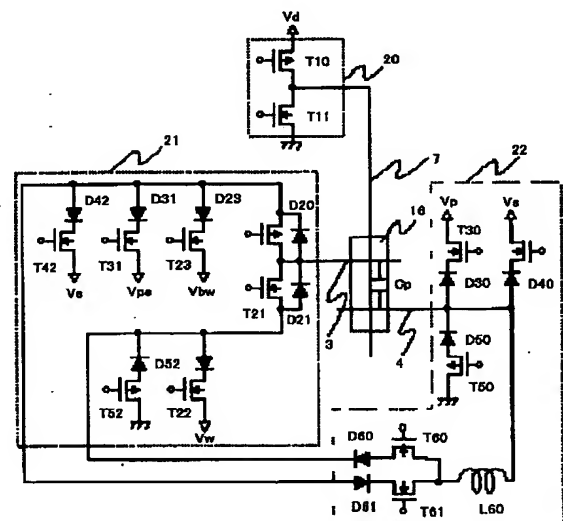 Vd
T10
20
T11
21
7
22
D42
D31
D23
D20
16
Vp
Vs
T30
T42
T31
T23
D30
D40
Vs
Vpe
Vbw
Cp
T21
D21
3
4
D50
D52
T50
T52
T22
Vw
D60
T60
D61
T61
L60